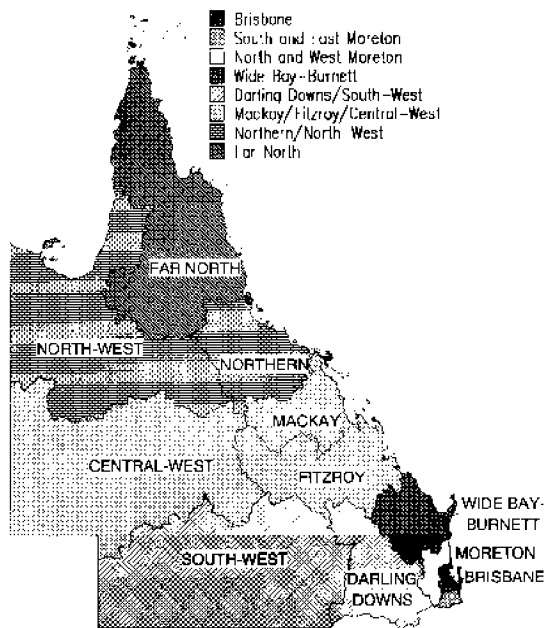 Brisbane
South and East Moreton
North and West Moreton
Wide Bay-Burnett
Darling Downs/South-West
Mackay/Fitzroy/Central-West
Northern/North West
Far North
FAR NORTH
NORTH-WEST
NORTHERN
MACKAY
CENTRAL-WEST
FITZROY
WIDE BAY-
BURNETT
SOUTH-WEST
MORETON
DARLING
DOWNS
BRISBANE